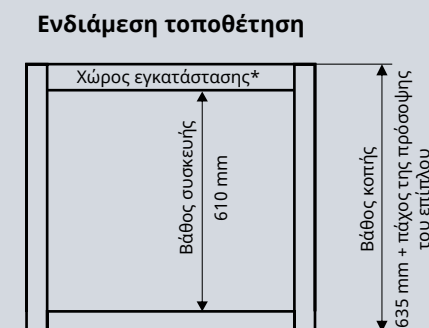 Ενδιάμεση τοποθέτηση
Χώρος εγκατάστασης*
Βάθος συσκευής
610 mm
Βάθος κοπής
635 mm + πάχος της πρόσοψης
του επίπλου